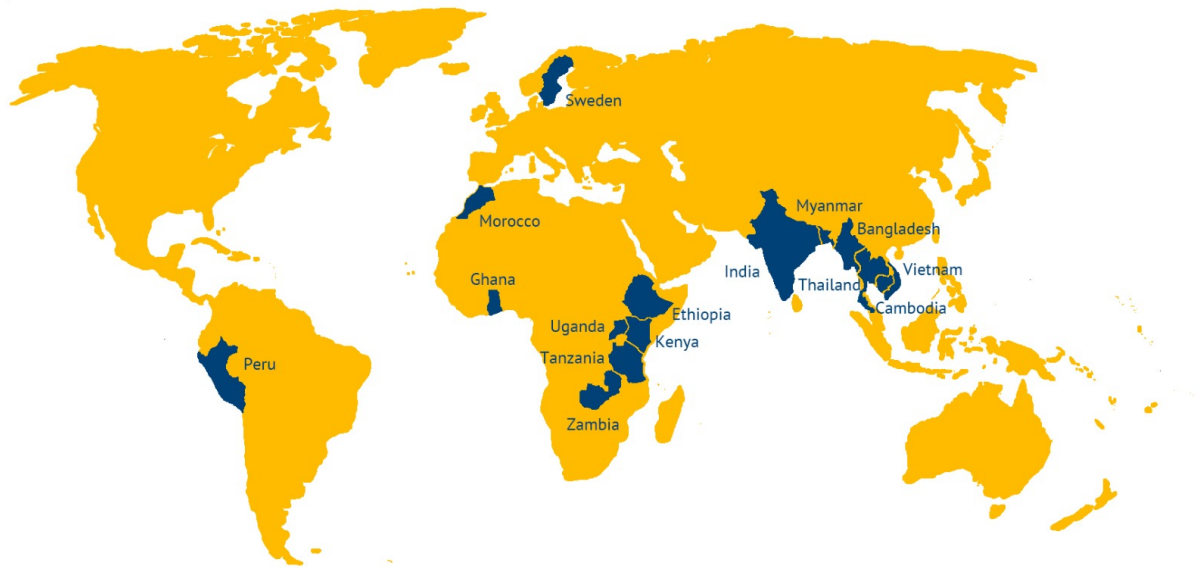 Sweden
Myanmar
Morocco
Bangladesh
India
Vietnam
Ghana
Thailand
Cambodia
Ethiopia
Uganda
Kenya
Tanzania
Peru
Zambia